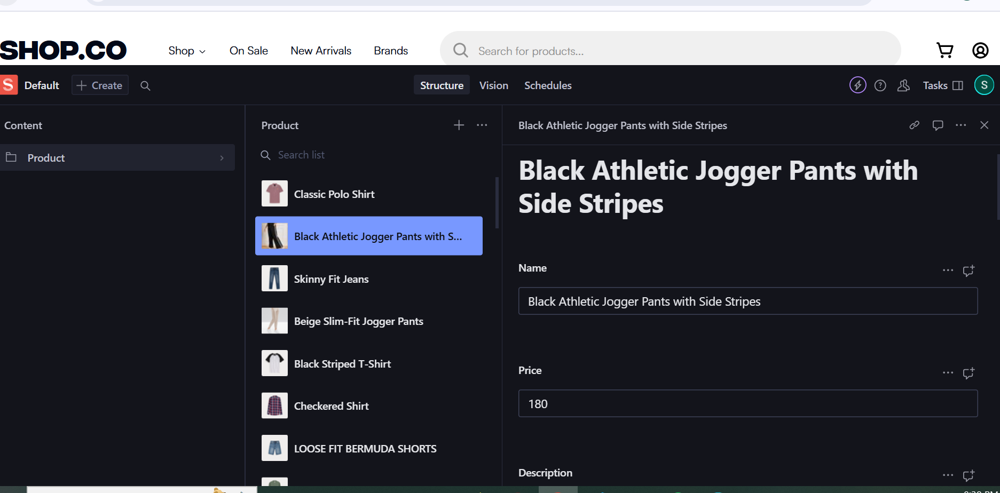 SHOP.CO
Shop
On Sale
New Arrivals
Brands
Search for products...
S
Default
Create
Structure
Vision
Schedules
Tasks
S
Content
Product
Product
Search list
Classic Polo Shirt
Black Athletic Jogger Pants with S...
Skinny Fit Jeans
Beige Slim-Fit Jogger Pants
Black Striped T-Shirt
Checkered Shirt
LOOSE FIT BERMUDA SHORTS
Black Athletic Jogger Pants with Side Stripes
Black Athletic Jogger Pants with
Side Stripes
Name
Black Athletic Jogger Pants with Side Stripes
Price
180
Description